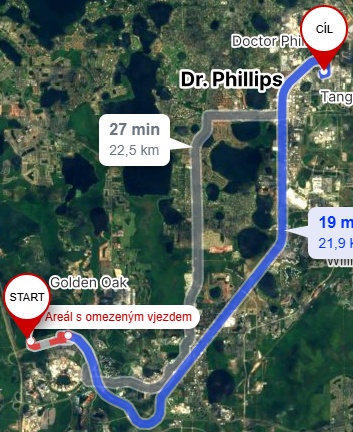 CÍL
Doctor Phi
Dr. Phillips
Tang
27 min
22,5 km
19 m
21,9 k
Willi
Golden Oak
START
Areál s omezeným vjezdem